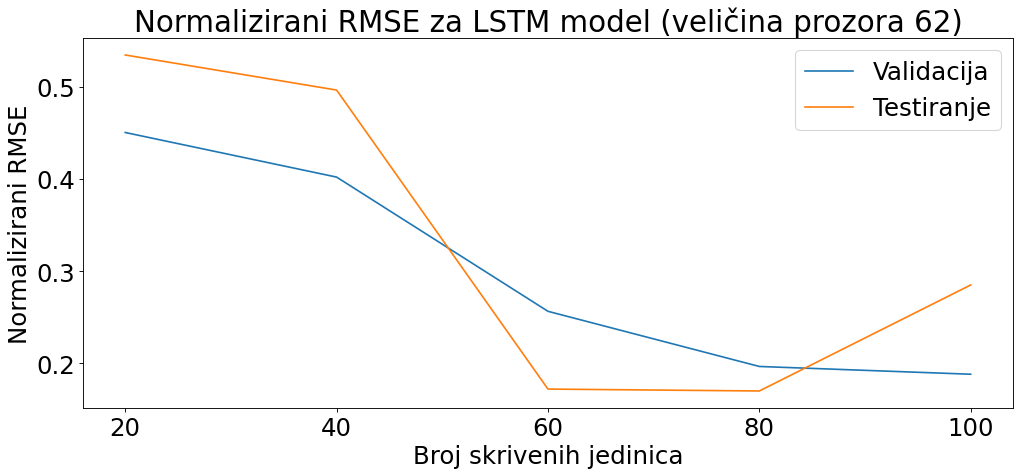 Normalizirani RMSE za LSTM model (veličina prozora 62)
Validacija
Testiranje
Normalizirani RMSE
0.5
0.4
0.3
0.2
20 40 60 80 100
Broj skrivenih jedinica